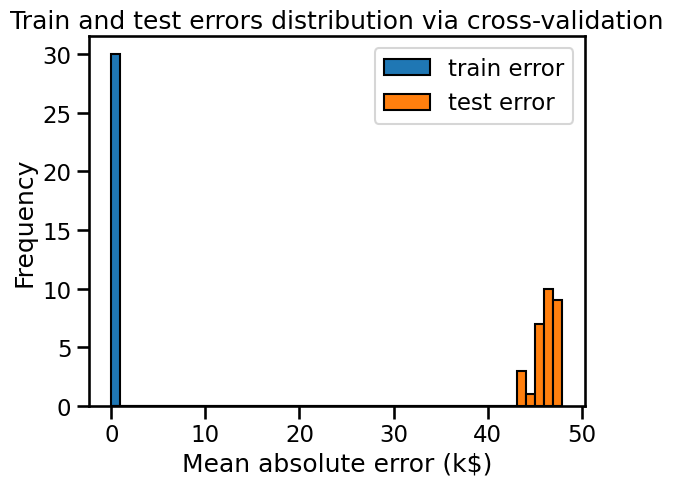 Train and test errors distribution via cross-validation
train error
test error
Frequency
30
25
20
15
10
5
0
0 10 20 30 40 50
Mean absolute error (k$)